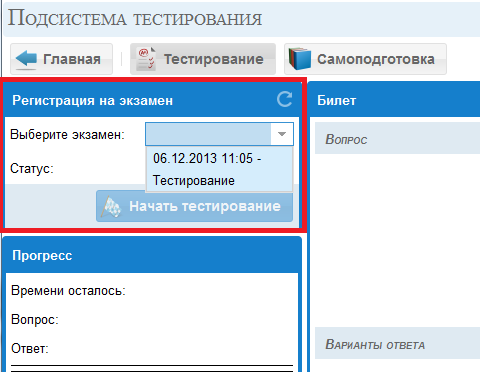 Подсистема тестирования
Главная
Тестирование
Самоподготовка
Регистрация на экзамен
Выберите экзамен:
06.12.2013 11:05 -
Тестирование
Статус:
Начать тестирование
Прогресс
Времени осталось:
Вопрос:
Ответ:
Билет
Вопрос
Варианты ответа